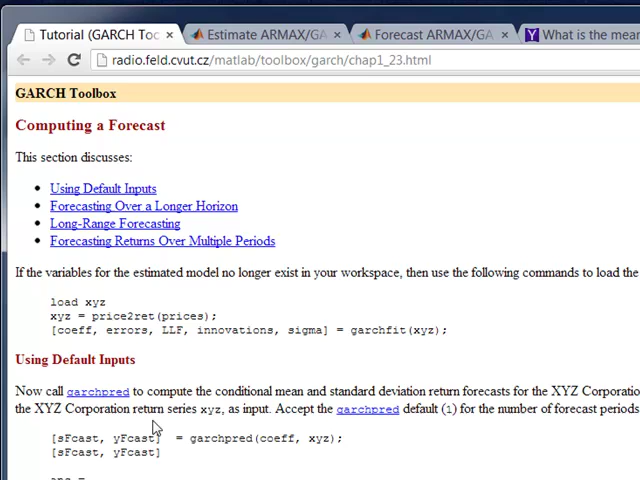 Tutorial (GARCH Too
Estimate ARMAX/GA
Forecast ARMAX/GA
What is the mean
radio.feld.cvut.cz/matlab/toolbox/garch/chap1_23.html
GARCH Toolbox
Computing a Forecast
This section discusses:
Using Default Inputs
Forecasting Over a Longer Horizon
Long-Range Forecasting
Forecasting Returns Over Multiple Periods
If the variables for the estimated model no longer exist in your workspace, then use the following commands to load the
load xyz
xyz = price2ret(prices);
[coeff, errors, LLF, innovations, sigma] = garchfit(xyz);
Using Default Inputs
Now call garchpred to compute the conditional mean and standard deviation return forecasts for the XYZ Corporatio
the XYZ Corporation return series xyz, as input. Accept the garchpred default (1) for the number of forecast periods
[sFcast, yFcast] = garchpred(coeff, xyz);
[sFcast, yFcast]